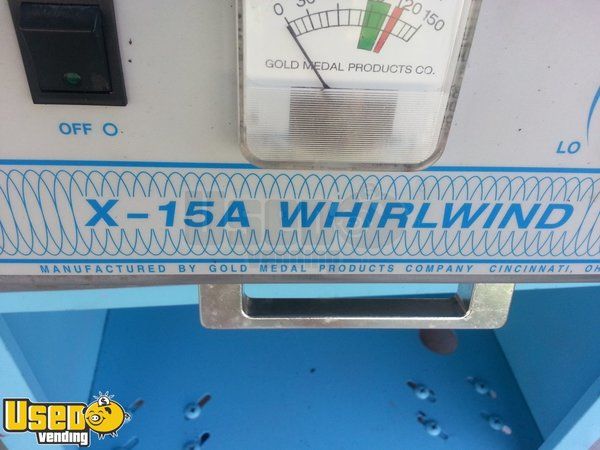 0 30 120 150
GOLD MEDAL PRODUCTS CO.
OFF O
LO
X-15A WHIRLWIND
MANUFACTURED BY GOLD MEDAL PRODUCTS COMPANY CINCINNATI, OH
USED
vending